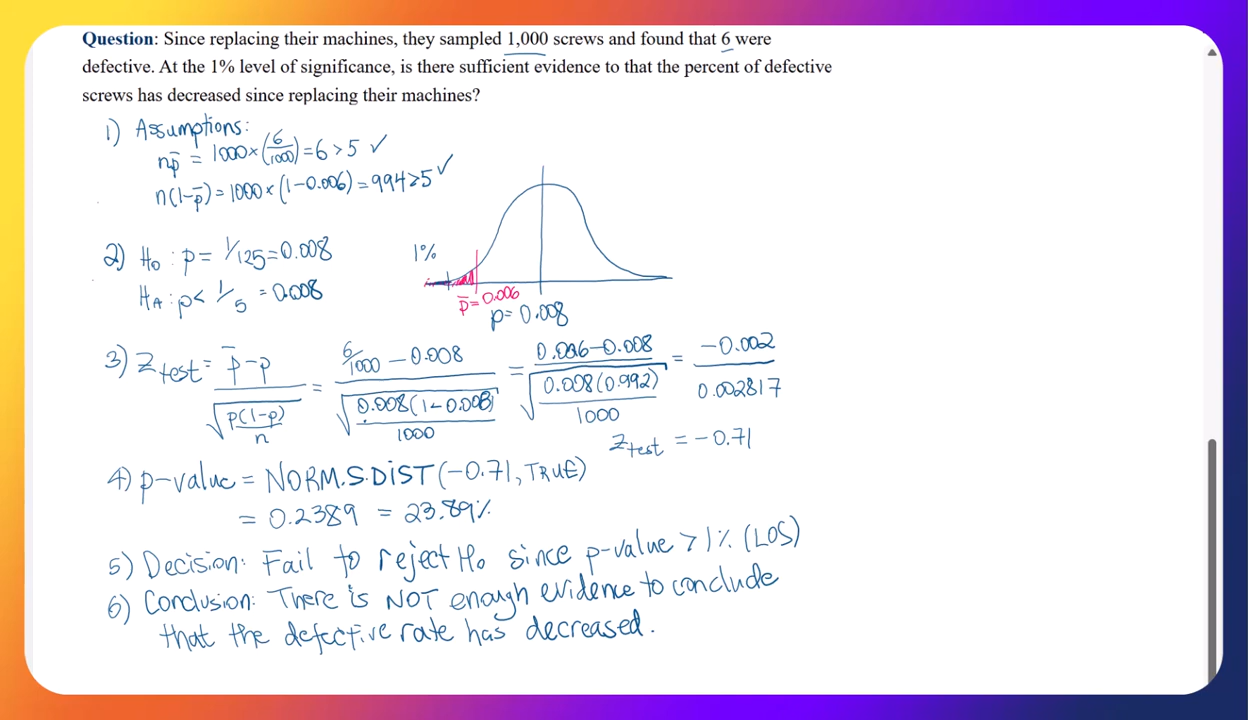 Question: Since replacing their machines, they sampled 1,000 screws and found that 6 were
defective. At the 1% level of significance, is there sufficient evidence to that the percent of defective
screws has decreased since replacing their machines?
1) Assumptions:
np̄ = 1000×(6/1000)=6>5 ✓
n(1-p̄)=1000×(1-0.006)=994>5 ✓
2) H₀: p= 1/125=0.008
Hᴀ: p< 1/5 =0.008
1%
p̄=0.006
p=0.008
3) Z test = p̄-p / √(p(1-p)/n) = 6/1000 -0.008 / √(0.008(1-0.008)/1000) = 0.006-0.008 / √(0.008(0.992)/1000) = -0.002 / 0.002817
Z test = -0.71
4) p-value = NORM.S.DIST(-0.71, TRUE)
= 0.2389 = 23.89%
5) Decision: Fail to reject H₀ since p-value > 1% (LOS)
6) Conclusion: There is NOT enough evidence to conclude
that the defective rate has decreased.